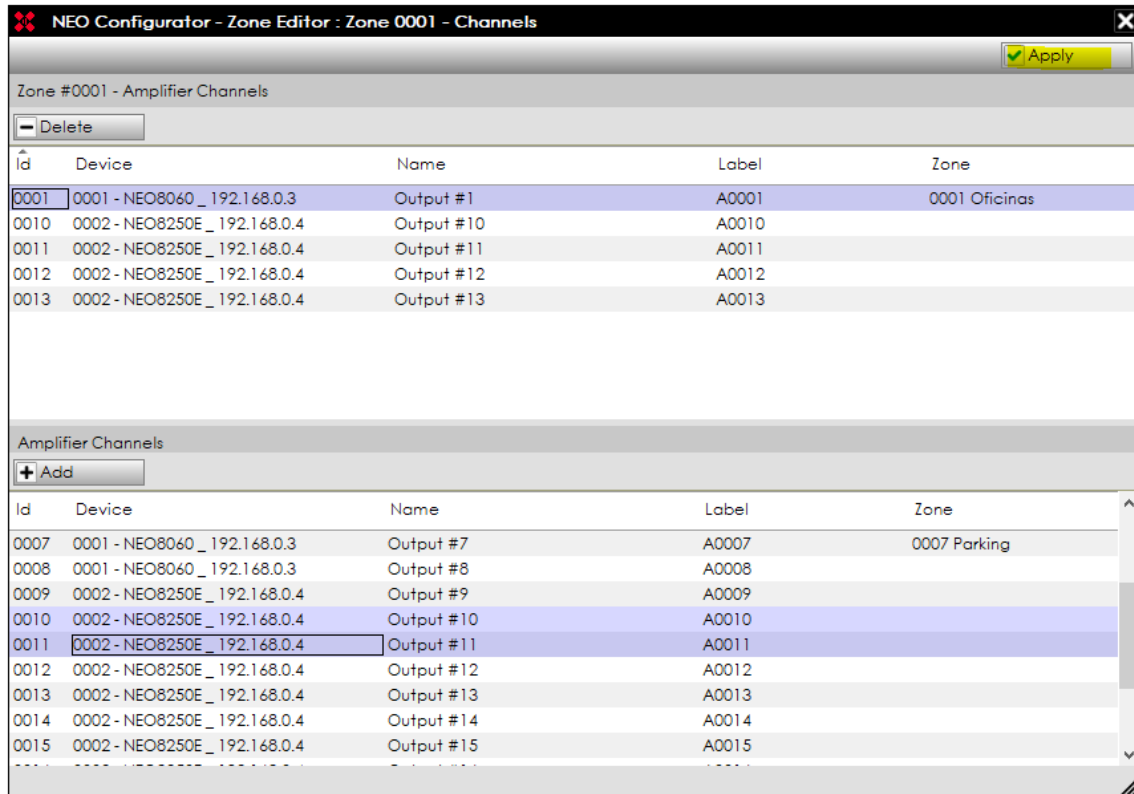 NEO Configurator - Zone Editor : Zone 0001 - Channels
Apply
Zone #0001 - Amplifier Channels
Delete
Id Device Name Label Zone
0001 0001 - NEO8060 _ 192.168.0.3 Output #1 A0001 0001 Oficinas
0010 0002 - NEO8250E _ 192.168.0.4 Output #10 A0010
0011 0002 - NEO8250E _ 192.168.0.4 Output #11 A0011
0012 0002 - NEO8250E _ 192.168.0.4 Output #12 A0012
0013 0002 - NEO8250E _ 192.168.0.4 Output #13 A0013
Amplifier Channels
Add
Id Device Name Label Zone
0007 0001 - NEO8060 _ 192.168.0.3 Output #7 A0007 0007 Parking
0008 0001 - NEO8060 _ 192.168.0.3 Output #8 A0008
0009 0002 - NEO8250E _ 192.168.0.4 Output #9 A0009
0010 0002 - NEO8250E _ 192.168.0.4 Output #10 A0010
0011 0002 - NEO8250E _ 192.168.0.4 Output #11 A0011
0012 0002 - NEO8250E _ 192.168.0.4 Output #12 A0012
0013 0002 - NEO8250E _ 192.168.0.4 Output #13 A0013
0014 0002 - NEO8250E _ 192.168.0.4 Output #14 A0014
0015 0002 - NEO8250E _ 192.168.0.4 Output #15 A0015